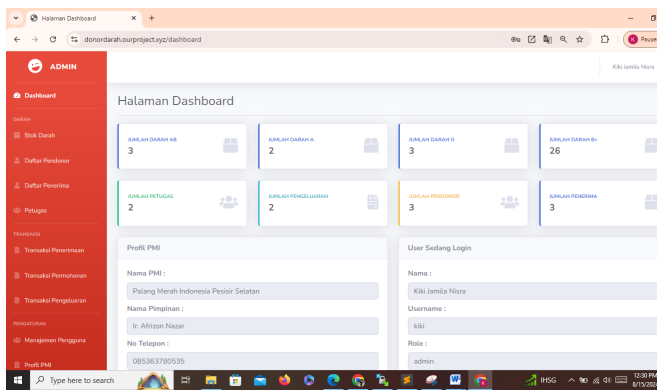 Halaman Dashboard
donordarah.ourproject.xyz/dashboard
K Pause
ADMIN
Kiki Jamila Nisra
Dashboard
DARAH
Stok Darah
Daftar Pendonor
Daftar Penerima
Petugas
TRANSAKSI
Transaksi Penerimaan
Transaksi Permohonan
Transaksi Pengeluaran
PENGATURAN
Manajemen Pengguna
Profil PMI
Halaman Dashboard
JUMLAH DARAH AB
3
JUMLAH DARAH A
2
JUMLAH DARAH O
3
JUMLAH DARAH B+
26
JUMLAH PETUGAS
2
JUMLAH PENGELUARAN
2
JUMLAH PENDONOR
3
JUMLAH PENERIMA
3
Profil PMI
Nama PMI :
Palang Merah Indonesia Pesisir Selatan
Nama Pimpinan :
Ir. Afrizon Nazar
No Telepon :
085363780535
User Sedang Login
Nama :
Kiki Jamila Nisra
Username :
kiki
Role :
admin
Type here to search
IHSG
12:30 PM
8/15/202